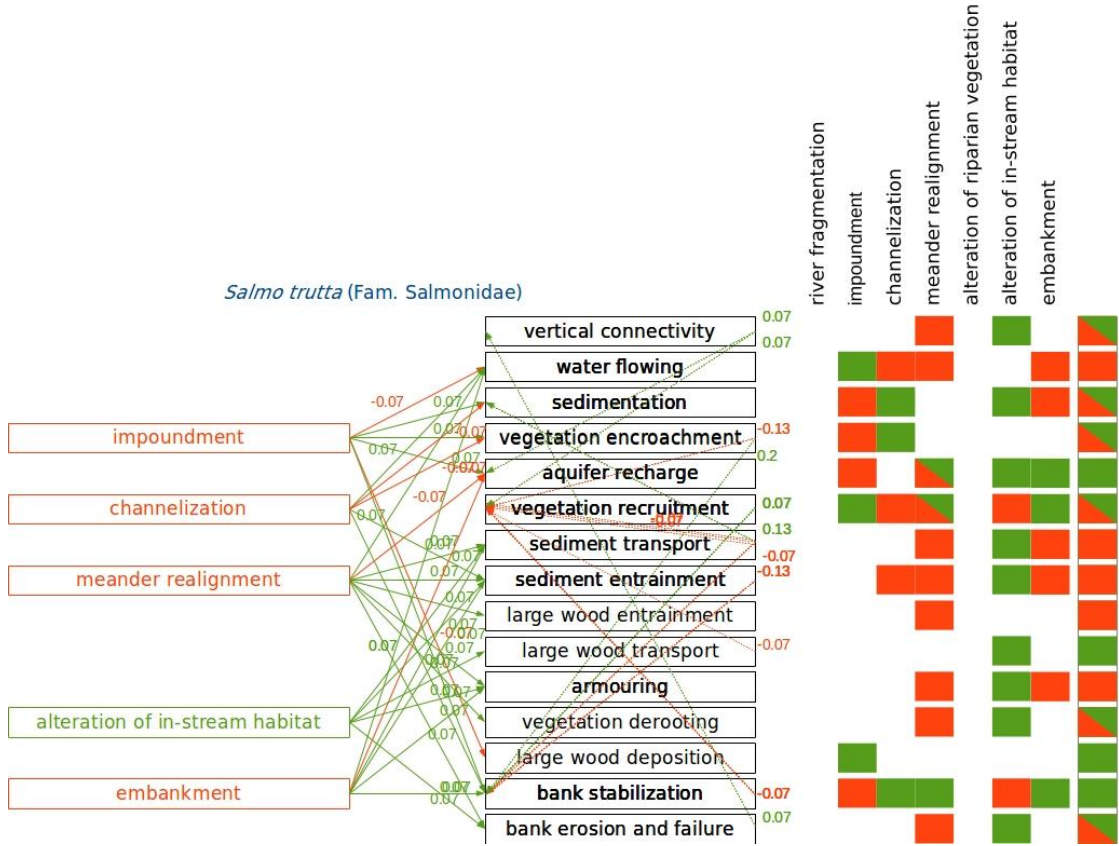 river fragmentation
impoundment
channelization
meander realignment
alteration of riparian vegetation
alteration of in-stream habitat
embankment
Salmo trutta (Fam. Salmonidae)
impoundment
channelization
meander realignment
alteration of in-stream habitat
embankment
vertical connectivity
water flowing
sedimentation
vegetation encroachment
aquifer recharge
vegetation recruitment
sediment transport
sediment entrainment
large wood entrainment
large wood transport
armouring
vegetation derooting
large wood deposition
bank stabilization
bank erosion and failure
0.07
0.07
-0.13
0.2
0.07
0.13
-0.07
-0.13
-0.07
-0.07
0.07
-0.07
0.07
0.07
-0.07
0.07
-0.07
0.07
0.07
0.07
0.07
0.07
0.07